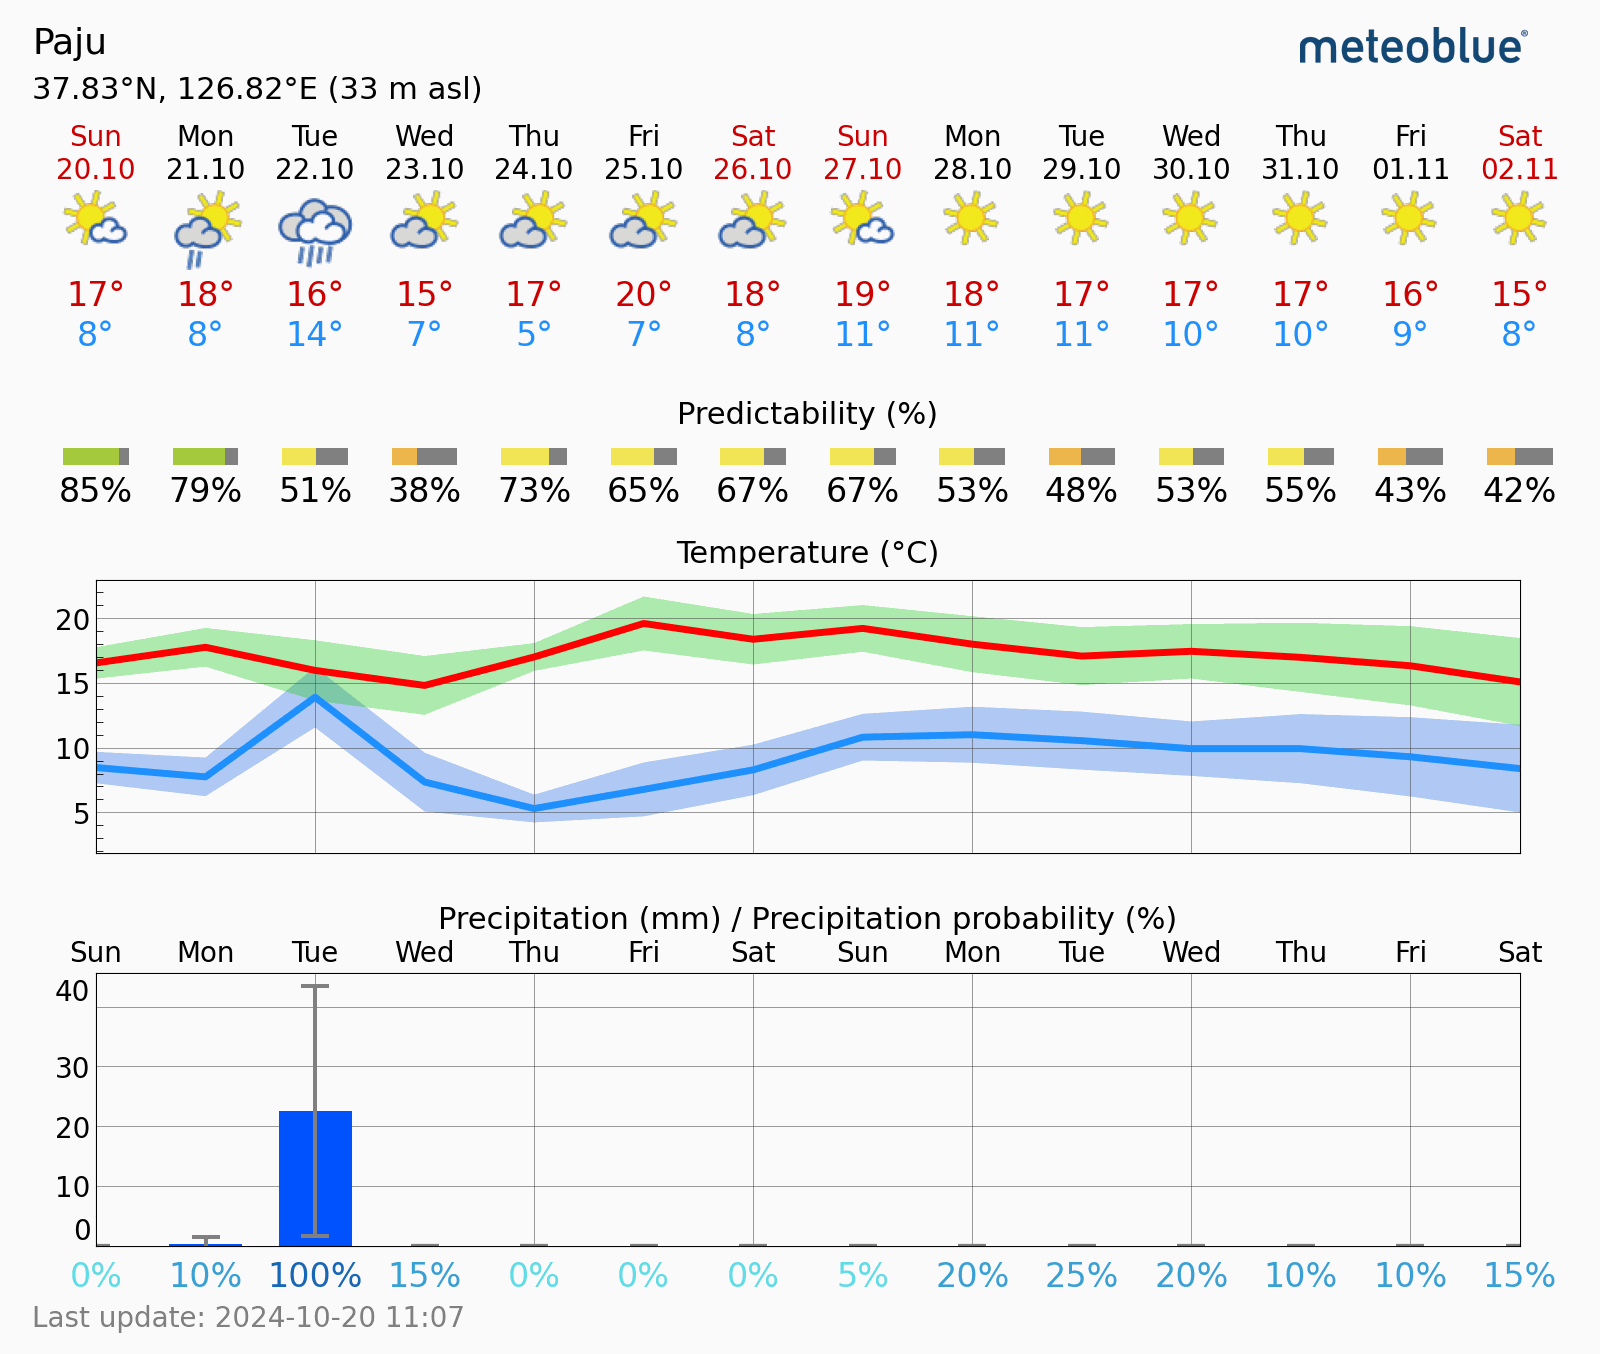 Paju
meteoblue®
37.83°N, 126.82°E (33 m asl)
Sun Mon Tue Wed Thu Fri Sat Sun Mon Tue Wed Thu Fri Sat
20.10 21.10 22.10 23.10 24.10 25.10 26.10 27.10 28.10 29.10 30.10 31.10 01.11 02.11
17° 18° 16° 15° 17° 20° 18° 19° 18° 17° 17° 17° 16° 15°
8° 8° 14° 7° 5° 7° 8° 11° 11° 11° 10° 10° 9° 8°
Predictability (%)
85% 79% 51% 38% 73% 65% 67% 67% 53% 48% 53% 55% 43% 42%
Temperature (°C)
20
15
10
5
Precipitation (mm) / Precipitation probability (%)
Sun Mon Tue Wed Thu Fri Sat Sun Mon Tue Wed Thu Fri Sat
40
30
20
10
0
0% 10% 100% 15% 0% 0% 0% 5% 20% 25% 20% 10% 10% 15%
Last update: 2024-10-20 11:07